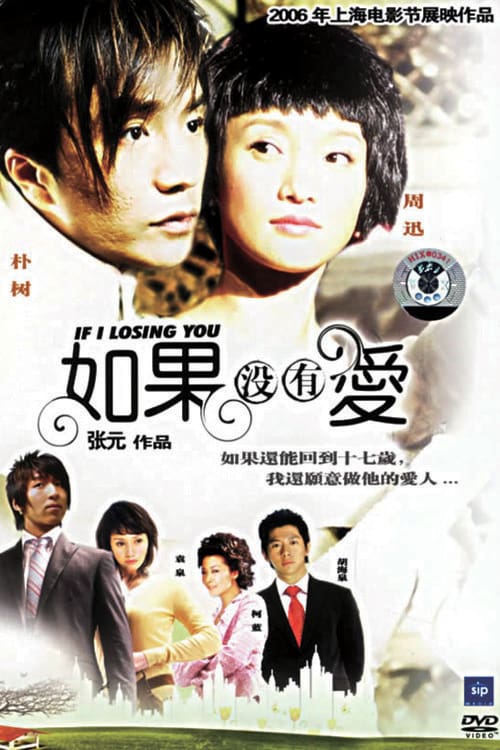 2006年上海电影节展映作品
周迅
朴树
IF I LOSING YOU
如果没有愛
张元 作品
如果還能回到十七歲，
我還願意做他的愛人…
袁泉
柯蓝
胡海泉
sip
DVD
VIDEO